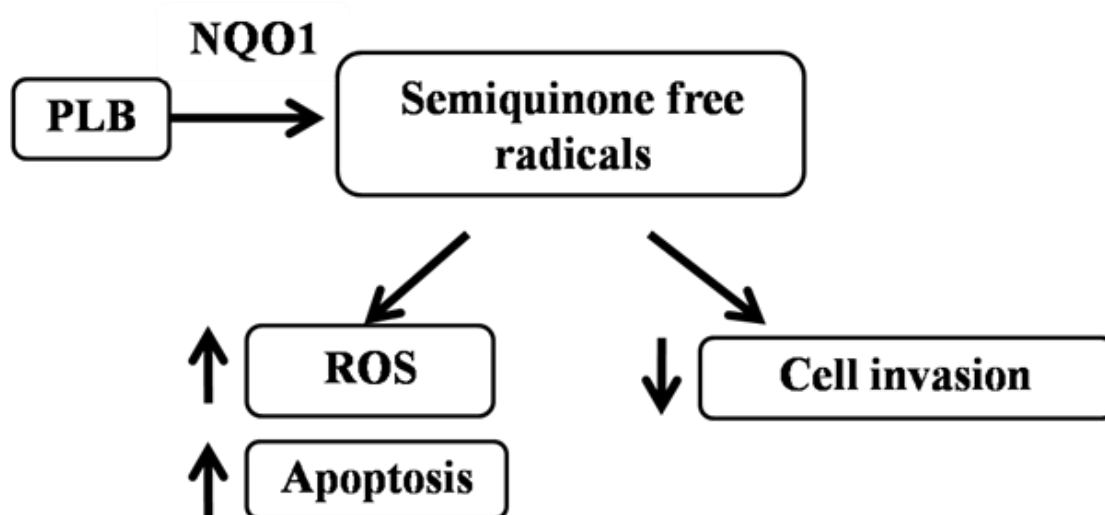 NQO1
PLB
Semiquinone free
radicals
ROS
Cell invasion
Apoptosis